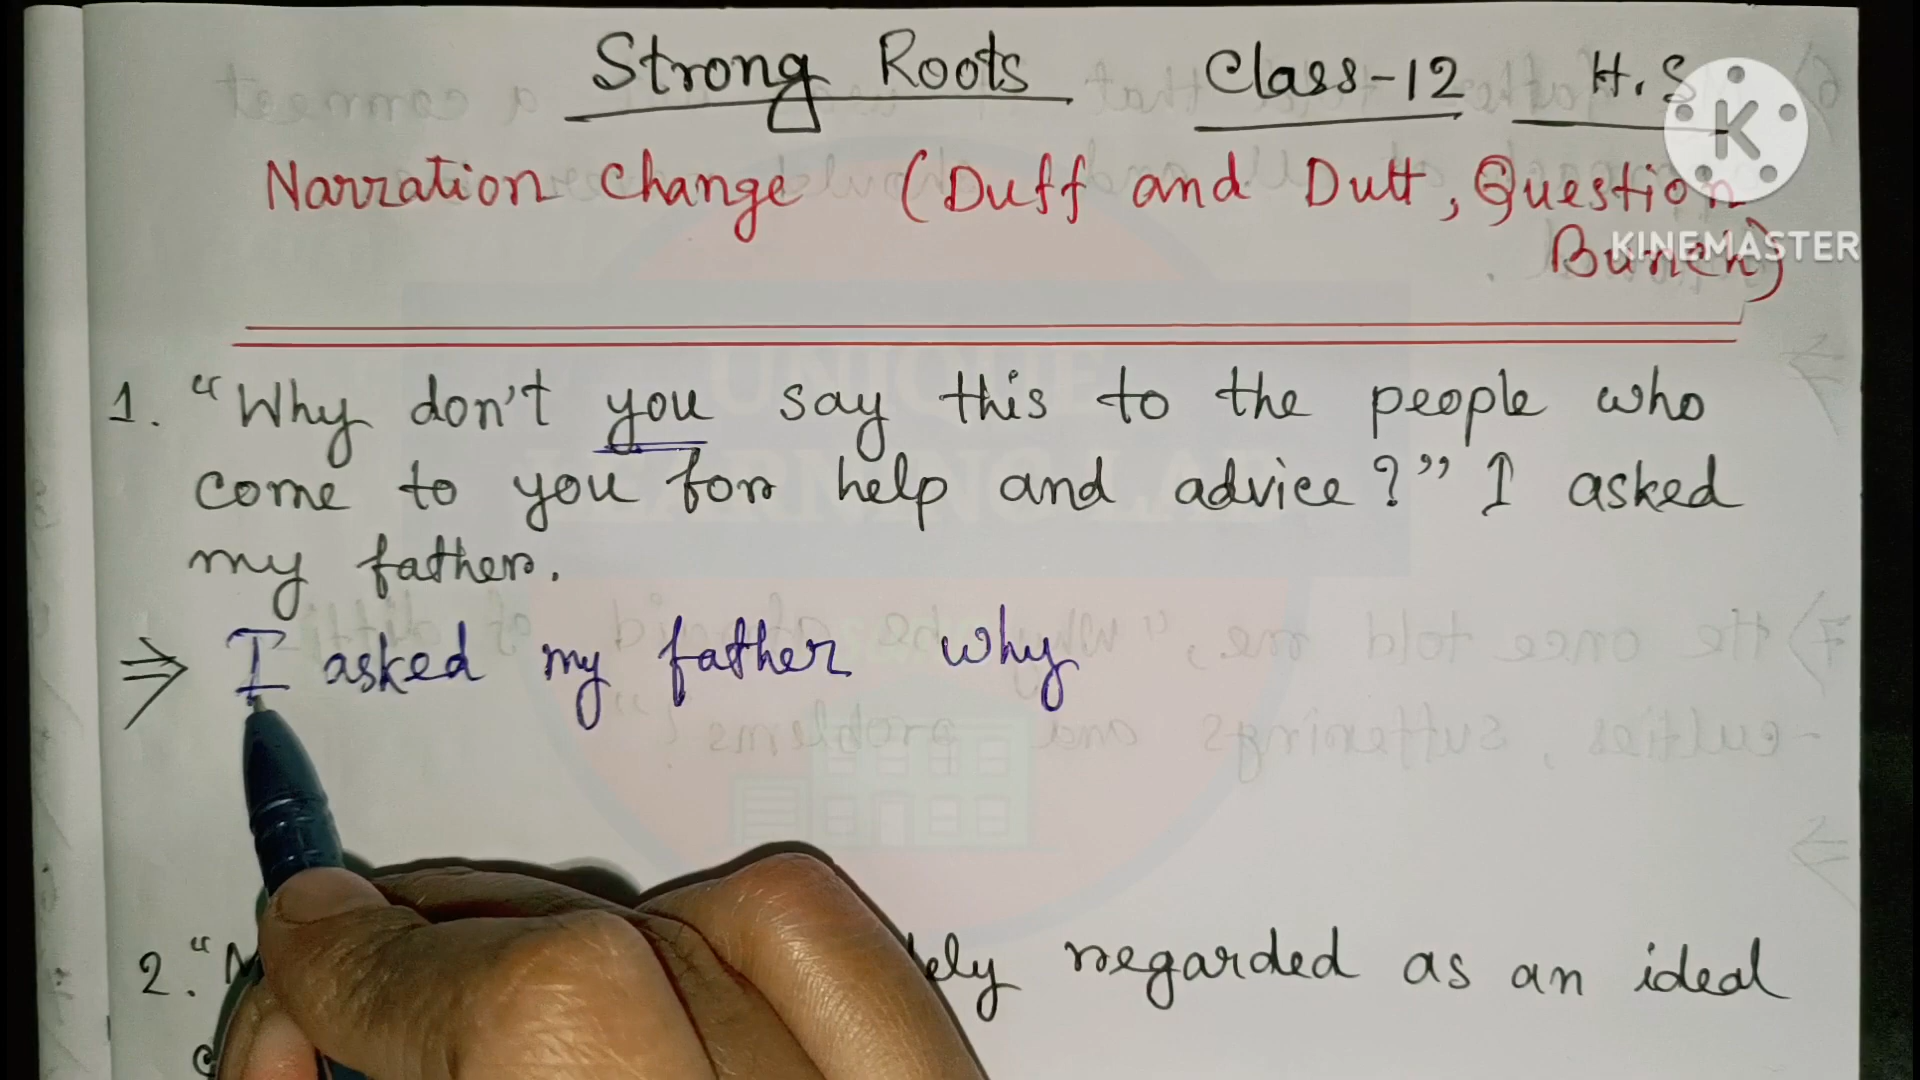 Strong Roots Class-12 H.S
Narration Change (Duff and Dutt, Question
KINEMASTER
1. "Why don't you say this to the people who
come to you for help and advice?" I asked
my father.
⇒ I asked my father why
2. regarded as an ideal